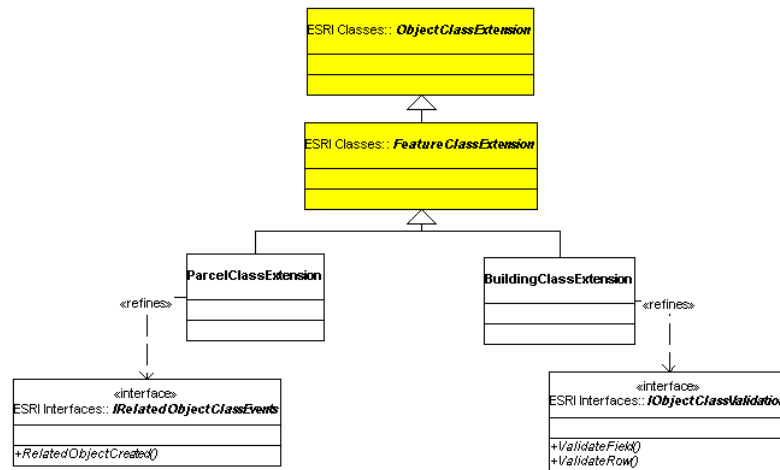 ESRI Classes:: ObjectClassExtension
ESRI Classes:: FeatureClassExtension
ParcelClassExtension
BuildingClassExtension
«refines»
«refines»
«interface»
ESRI Interfaces:: IRelatedObjectClassEvents
+RelatedObjectCreated()
«interface»
ESRI Interfaces:: IObjectClassValidation
+ValidateField()
+ValidateRow()